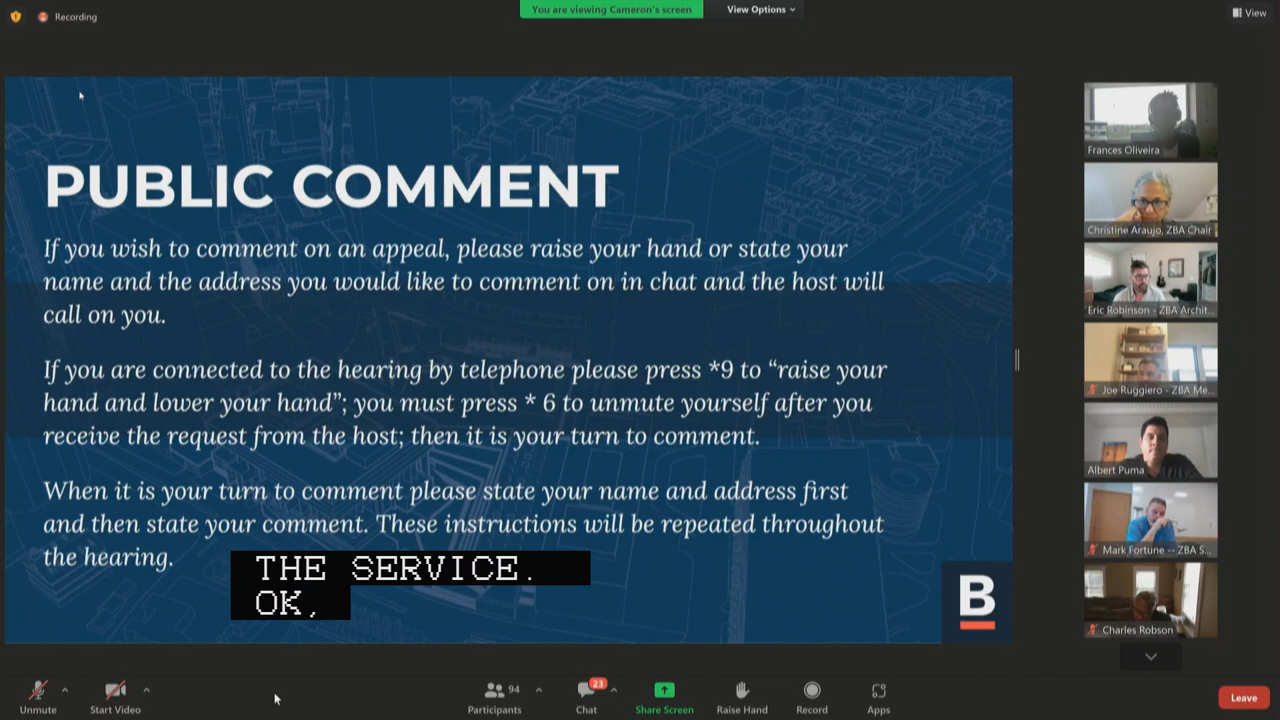 Recording
You are viewing Cameron's screen
View Options
View
PUBLIC COMMENT
If you wish to comment on an appeal, please raise your hand or state your
name and the address you would like to comment on in chat and the host will
call on you.
If you are connected to the hearing by telephone please press *9 to “raise your
hand and lower your hand”; you must press * 6 to unmute yourself after you
receive the request from the host; then it is your turn to comment.
When it is your turn to comment please state your name and address first
and then state your comment. These instructions will be repeated throughout
the hearing.
THE SERVICE.
OK,
B
Frances Oliveira
Christine Araujo, ZBA Chair
Eric Robinson - ZBA Archit...
Joe Ruggiero - ZBA Me...
Albert Puma
Mark Fortune -- ZBA S...
Charles Robson
Unmute
Start Video
94
Participants
23
Chat
Share Screen
Raise Hand
Record
Apps
Leave